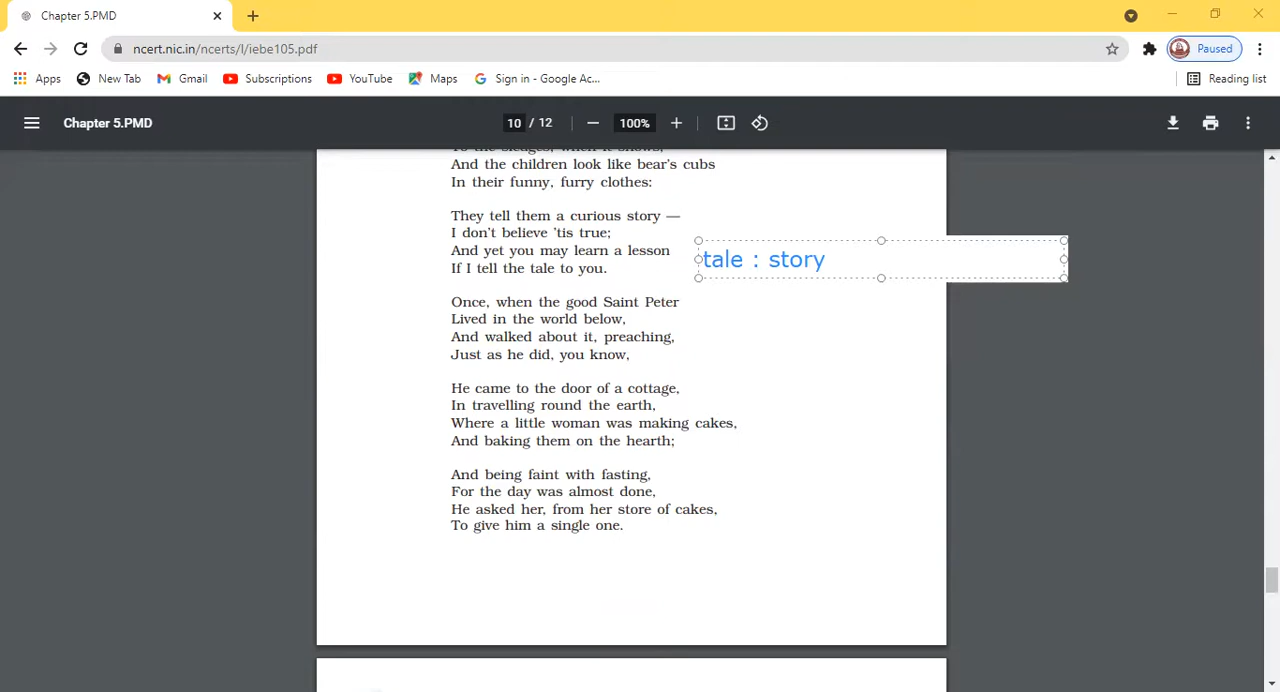 Chapter 5.PMD
ncert.nic.in/ncerts/l/iebe105.pdf
Paused
Apps New Tab Gmail Subscriptions YouTube Maps Sign in - Google Ac... Reading list
Chapter 5.PMD 10 / 12 100%
To the sledges, when it snows;
And the children look like bear's cubs
In their funny, furry clothes:
They tell them a curious story —
I don't believe 'tis true;
And yet you may learn a lesson
If I tell the tale to you.
tale : story
Once, when the good Saint Peter
Lived in the world below,
And walked about it, preaching,
Just as he did, you know,
He came to the door of a cottage,
In travelling round the earth,
Where a little woman was making cakes,
And baking them on the hearth;
And being faint with fasting,
For the day was almost done,
He asked her, from her store of cakes,
To give him a single one.